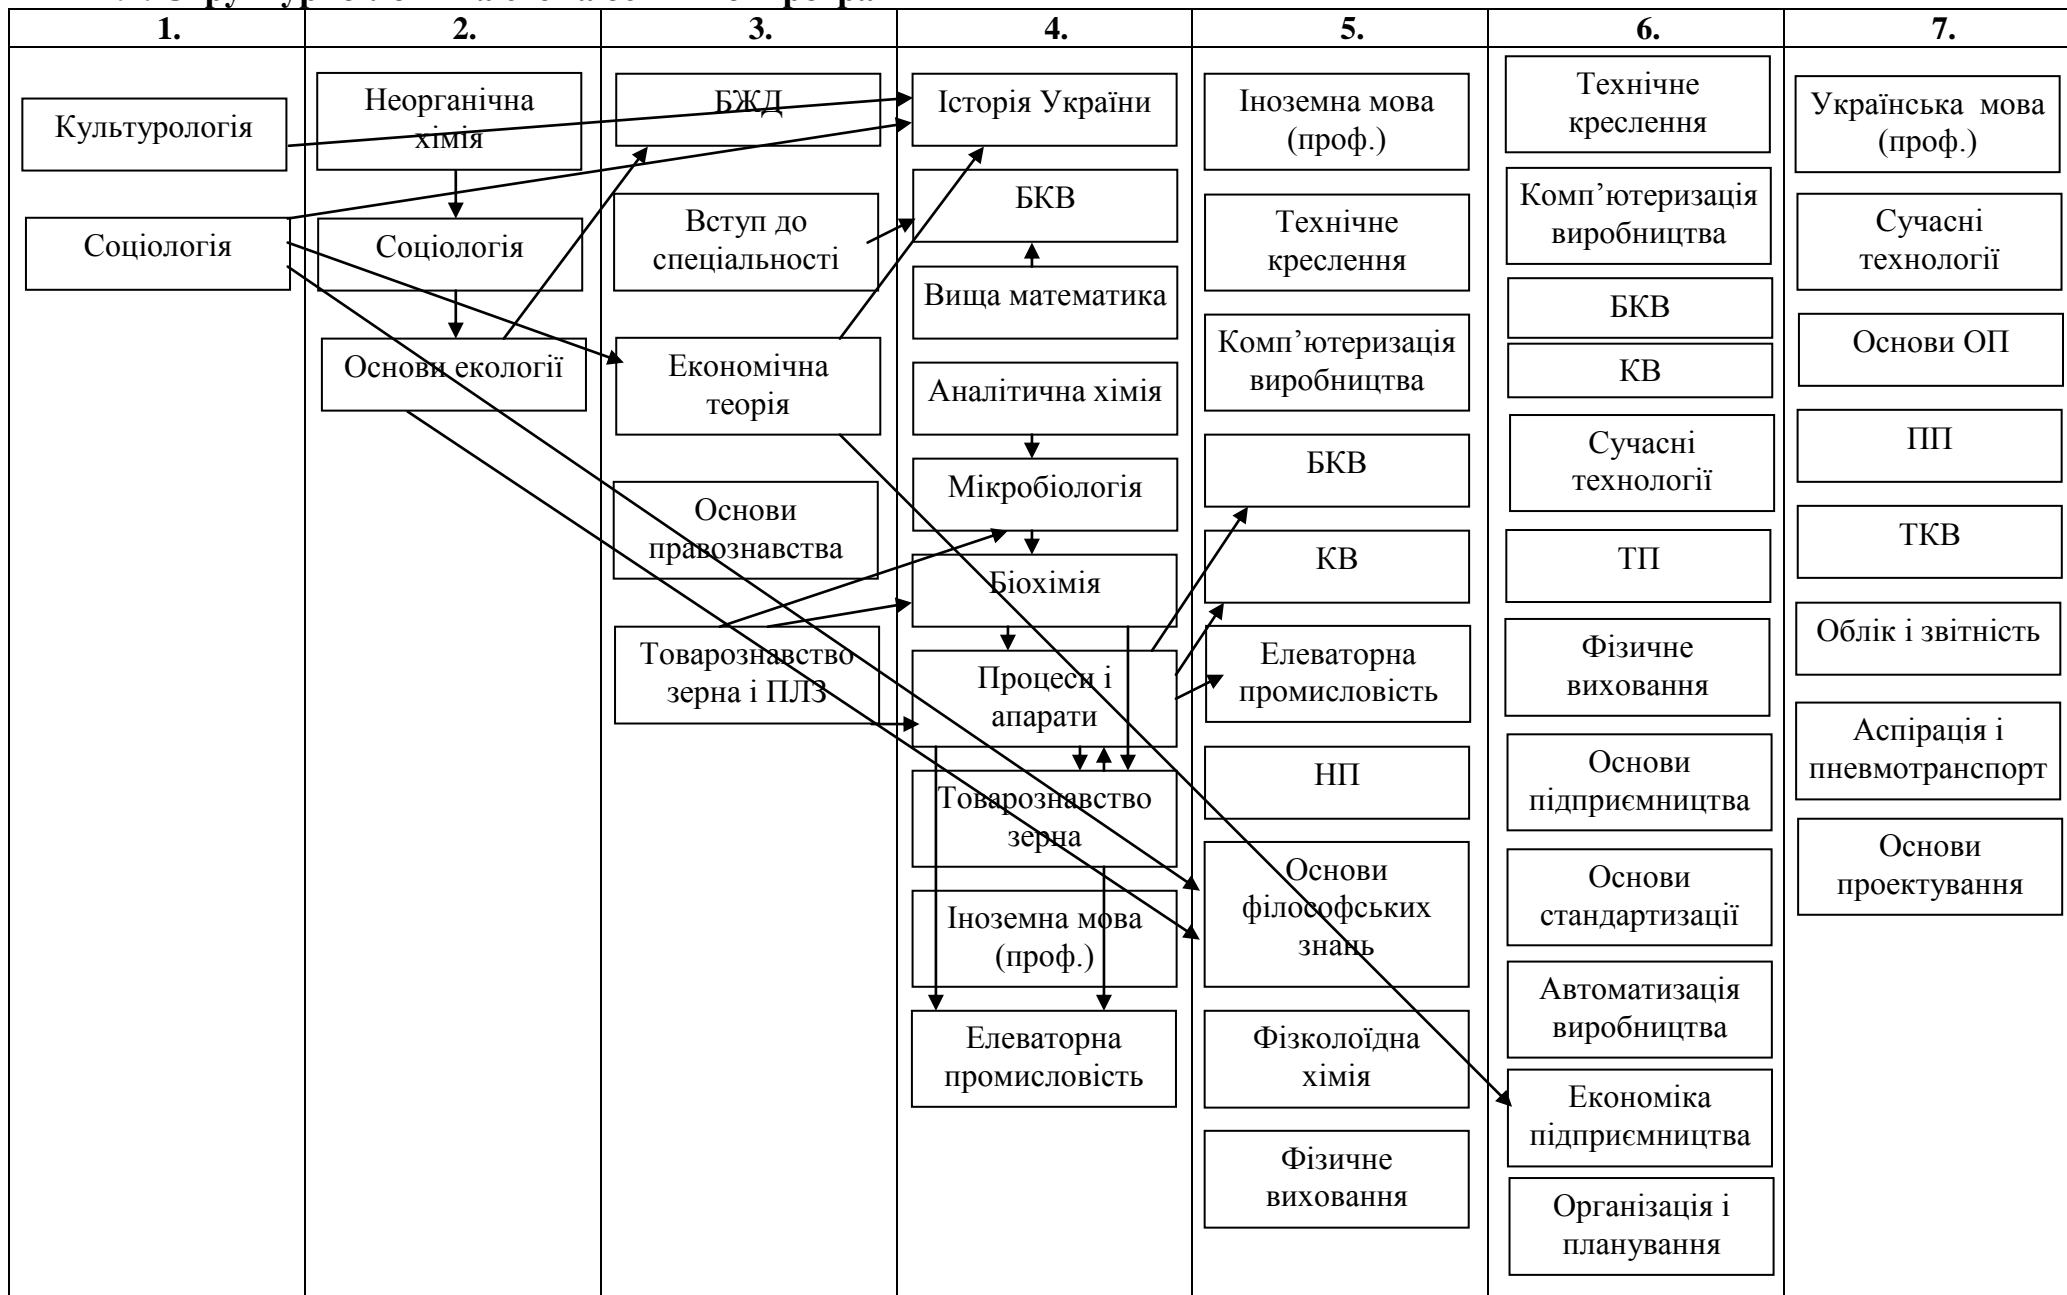 1.
2.
3.
4.
5.
6.
7.
Культурологія
Соціологія
Неорганічна
хімія
Соціологія
Основи екології
БЖД
Вступ до
спеціальності
Економічна
теорія
Основи
правознавства
Товарознавство
зерна і ПЛЗ
Історія України
БКВ
Вища математика
Аналітична хімія
Мікробіологія
Біохімія
Процеси і
апарати
Товарознавство
зерна
Іноземна мова
(проф.)
Елеваторна
промисловість
Іноземна мова
(проф.)
Технічне
креслення
Комп’ютеризація
виробництва
БКВ
КВ
Елеваторна
промисловість
НП
Основи
філософських
знань
Фізколоїдна
хімія
Фізичне
виховання
Технічне
креслення
Комп’ютеризація
виробництва
БКВ
КВ
Сучасні
технології
ТП
Фізичне
виховання
Основи
підприємництва
Основи
стандартизації
Автоматизація
виробництва
Економіка
підприємництва
Організація і
планування
Українська мова
(проф.)
Сучасні
технології
Основи ОП
ПП
ТКВ
Облік і звітність
Аспірація і
пневмотранспорт
Основи
проектування